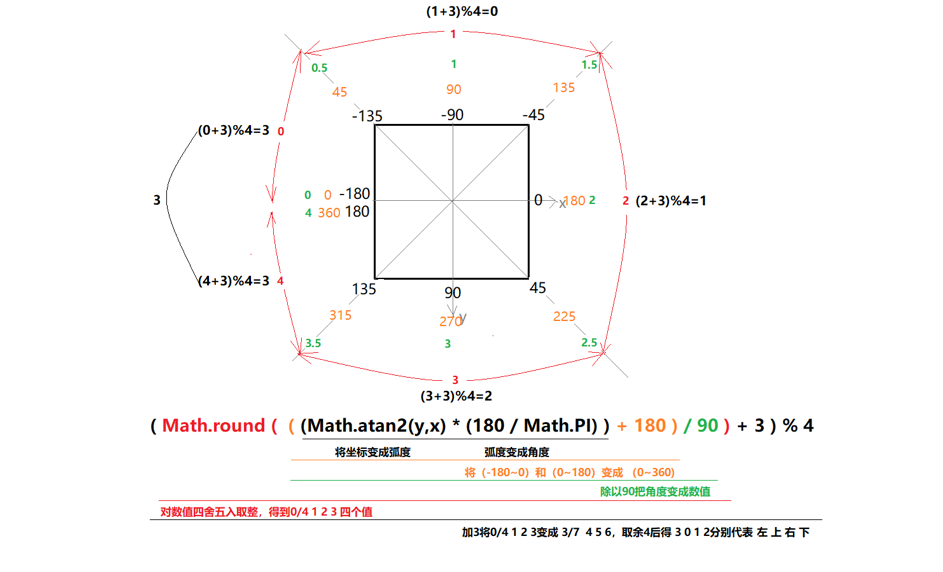 (1+3)%4=0
1
0.5 1 1.5
45 90 135
-135 -90 -45
(0+3)%4=3 0
0 0 -180 0 x 180 2 2 (2+3)%4=1
3
4 360 180
(4+3)%4=3 4
135 90 45
315 270 y 225
3.5 3 2.5
3
(3+3)%4=2
( Math.round ( ( (Math.atan2(y,x) * (180 / Math.PI) ) + 180 ) / 90 ) + 3 ) % 4
将坐标变成弧度 弧度变成角度
将（-180~0）和（0~180）变成 （0~360）
除以90把角度变成数值
对数值四舍五入取整，得到0/4 1 2 3 四个值
加3将0/4 1 2 3变成 3/7 4 5 6，取余4后得 3 0 1 2分别代表 左 上 右 下